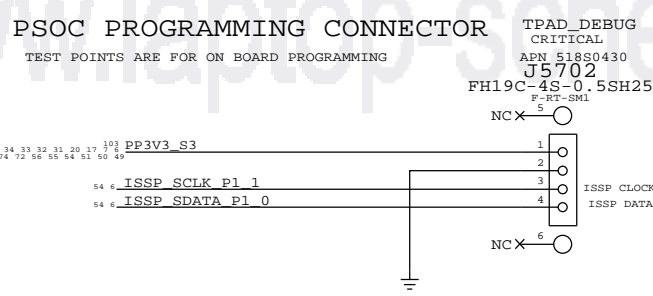 www.laptop-sche
PSOC PROGRAMMING CONNECTOR
TEST POINTS ARE FOR ON BOARD PROGRAMMING
TPAD_DEBUG
CRITICAL
APN 518S0430
J5702
FH19C-4S-0.5SH25
F-RT-SM1
NC 5
103
34 33 32 31 20 17 7 6 PP3V3_S3 1
74 72 56 55 54 51 50 49
2
54 6 ISSP_SCLK_P1_1 3 ISSP CLOCK
54 6 ISSP_SDATA_P1_0 4 ISSP DATA
NC 6